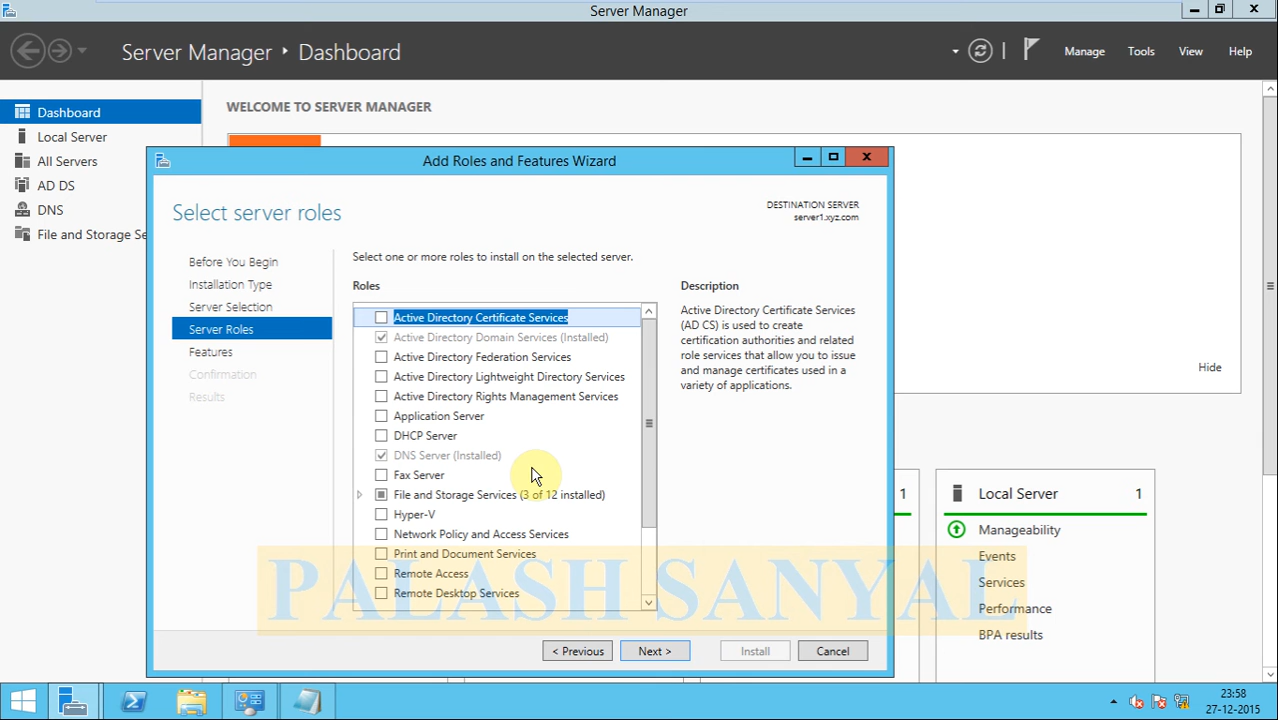 Server Manager
Server Manager • Dashboard
Manage Tools View Help
Dashboard
Local Server
All Servers
AD DS
DNS
File and Storage Se
WELCOME TO SERVER MANAGER
Add Roles and Features Wizard
Select server roles
DESTINATION SERVER
server1.xyz.com
Before You Begin
Installation Type
Server Selection
Server Roles
Features
Confirmation
Results
Select one or more roles to install on the selected server.
Roles
Active Directory Certificate Services
Active Directory Domain Services (Installed)
Active Directory Federation Services
Active Directory Lightweight Directory Services
Active Directory Rights Management Services
Application Server
DHCP Server
DNS Server (Installed)
Fax Server
File and Storage Services (3 of 12 installed)
Hyper-V
Network Policy and Access Services
Print and Document Services
Remote Access
Remote Desktop Services
Description
Active Directory Certificate Services
(AD CS) is used to create
certification authorities and related
role services that allow you to issue
and manage certificates used in a
variety of applications.
< Previous Next > Install Cancel
Hide
1
Local Server 1
Manageability
Events
Services
Performance
BPA results
PALASH SANYAL
23:58
27-12-2015